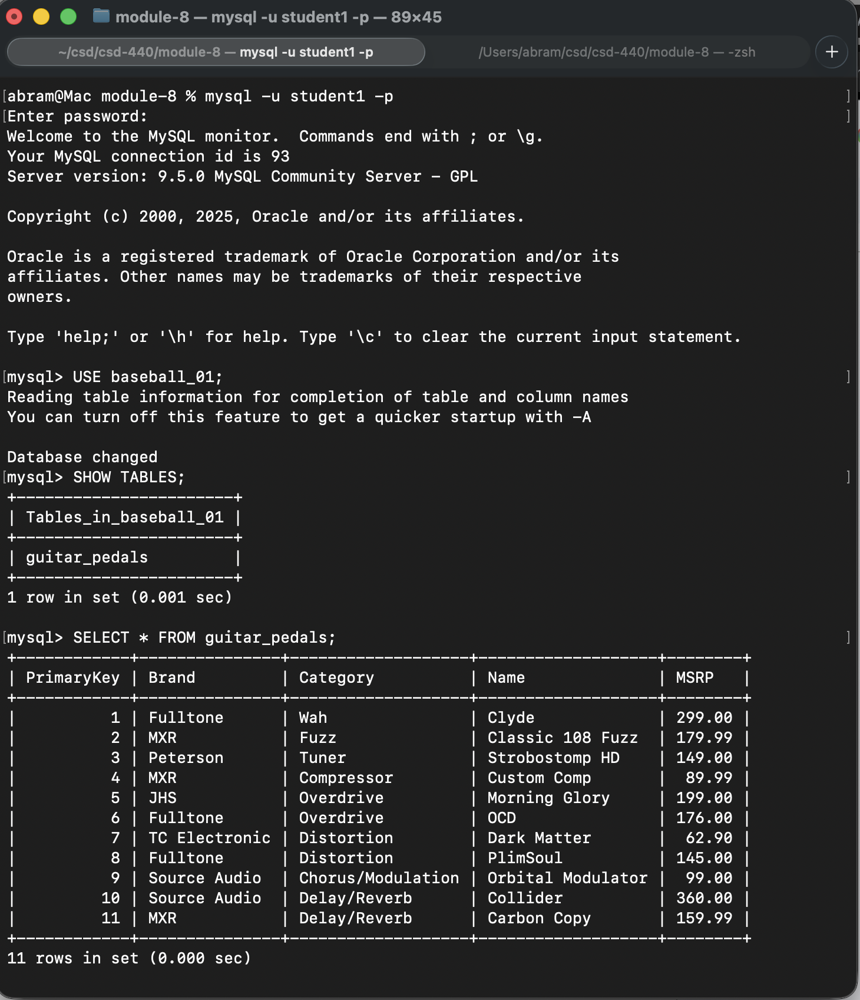 module-8 — mysql -u student1 -p — 89×45
~/csd/csd-440/module-8 — mysql -u student1 -p
/Users/abram/csd/csd-440/module-8 — -zsh
+
[abram@Mac module-8 % mysql -u student1 -p ]
[Enter password: ]
Welcome to the MySQL monitor.  Commands end with ; or \g.
Your MySQL connection id is 93
Server version: 9.5.0 MySQL Community Server - GPL

Copyright (c) 2000, 2025, Oracle and/or its affiliates.

Oracle is a registered trademark of Oracle Corporation and/or its
affiliates. Other names may be trademarks of their respective
owners.

Type 'help;' or '\h' for help. Type '\c' to clear the current input statement.

[mysql> USE baseball_01; ]
Reading table information for completion of table and column names
You can turn off this feature to get a quicker startup with -A

Database changed
[mysql> SHOW TABLES; ]
+-----------------------+
| Tables_in_baseball_01 |
+-----------------------+
| guitar_pedals         |
+-----------------------+
1 row in set (0.001 sec)

[mysql> SELECT * FROM guitar_pedals; ]
+------------+---------------+-------------------+-------------------+--------+
| PrimaryKey | Brand         | Category          | Name              | MSRP   |
+------------+---------------+-------------------+-------------------+--------+
|          1 | Fulltone      | Wah               | Clyde             | 299.00 |
|          2 | MXR           | Fuzz              | Classic 108 Fuzz  | 179.99 |
|          3 | Peterson      | Tuner             | Strobostomp HD    | 149.00 |
|          4 | MXR           | Compressor        | Custom Comp       |  89.99 |
|          5 | JHS           | Overdrive         | Morning Glory     | 199.00 |
|          6 | Fulltone      | Overdrive         | OCD               | 176.00 |
|          7 | TC Electronic | Distortion        | Dark Matter       |  62.90 |
|          8 | Fulltone      | Distortion        | PlimSoul          | 145.00 |
|          9 | Source Audio  | Chorus/Modulation | Orbital Modulator |  99.00 |
|         10 | Source Audio  | Delay/Reverb      | Collider          | 360.00 |
|         11 | MXR           | Delay/Reverb      | Carbon Copy       | 159.99 |
+------------+---------------+-------------------+-------------------+--------+
11 rows in set (0.000 sec)